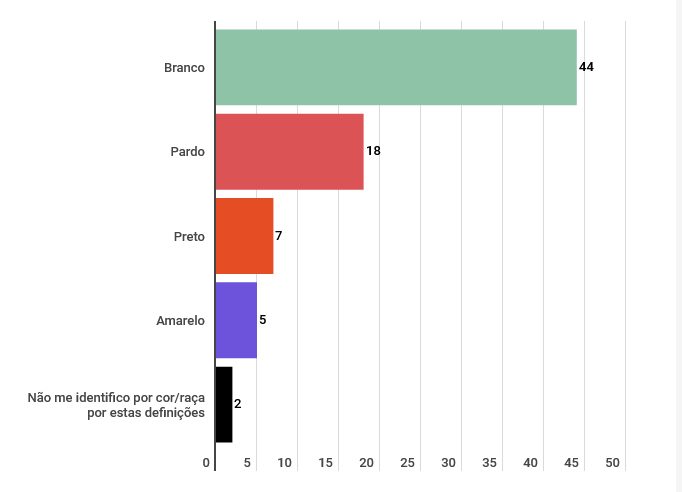 Branco
44
Pardo
18
Preto
7
Amarelo
5
Não me identifico por cor/raça
por estas definições
2
0 5 10 15 20 25 30 35 40 45 50